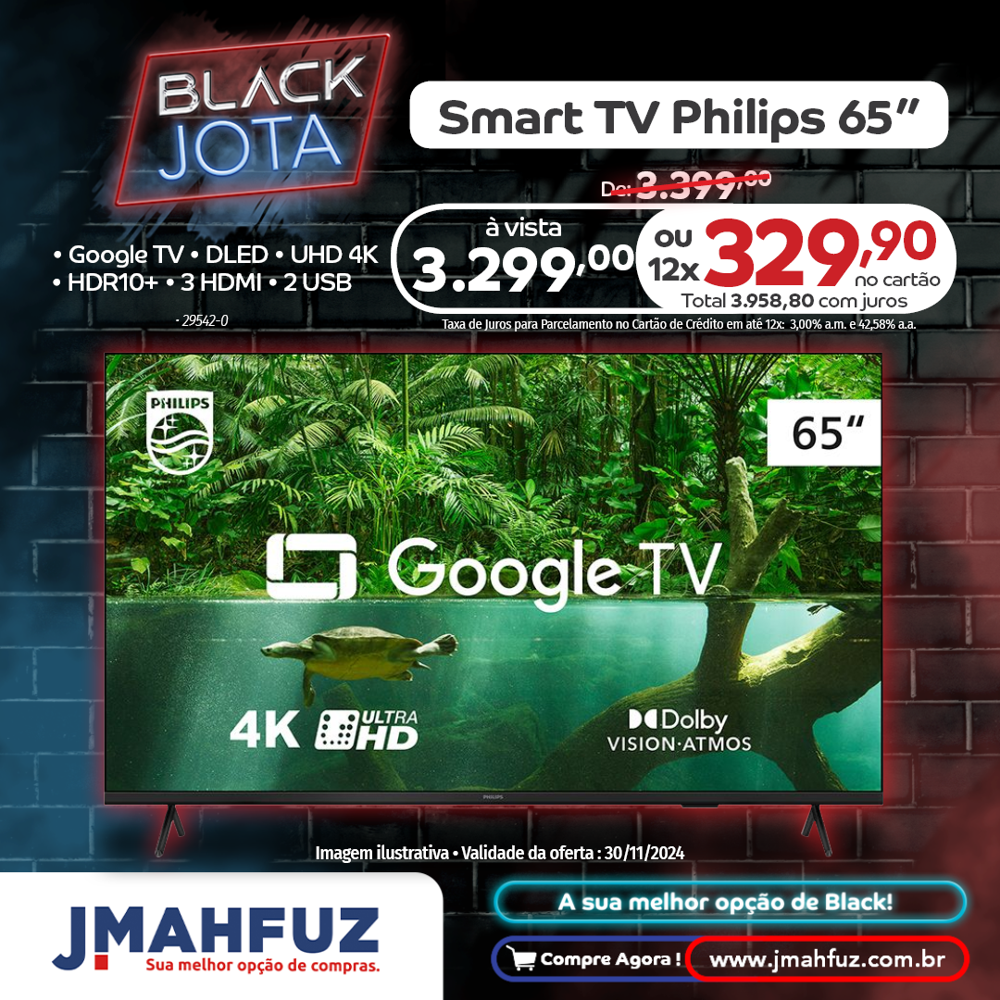 BLACK
JOTA
Smart TV Philips 65”
De: 3.399,00
à vista
3.299,00
ou
12x 329,90
no cartão
Total 3.958,80 com juros
Taxa de Juros para Parcelamento no Cartão de Crédito em até 12x: 3,00% a.m. e 42,58% a.a.
• Google TV • DLED • UHD 4K
• HDR10+ • 3 HDMI • 2 USB
• 29542-0
PHILIPS
65“
Google TV
4K ULTRA
HD
Dolby
VISION·ATMOS
PHILIPS
Imagem ilustrativa • Validade da oferta : 30/11/2024
JMAHFUZ
Sua melhor opção de compras.
A sua melhor opção de Black!
Compre Agora !
www.jmahfuz.com.br